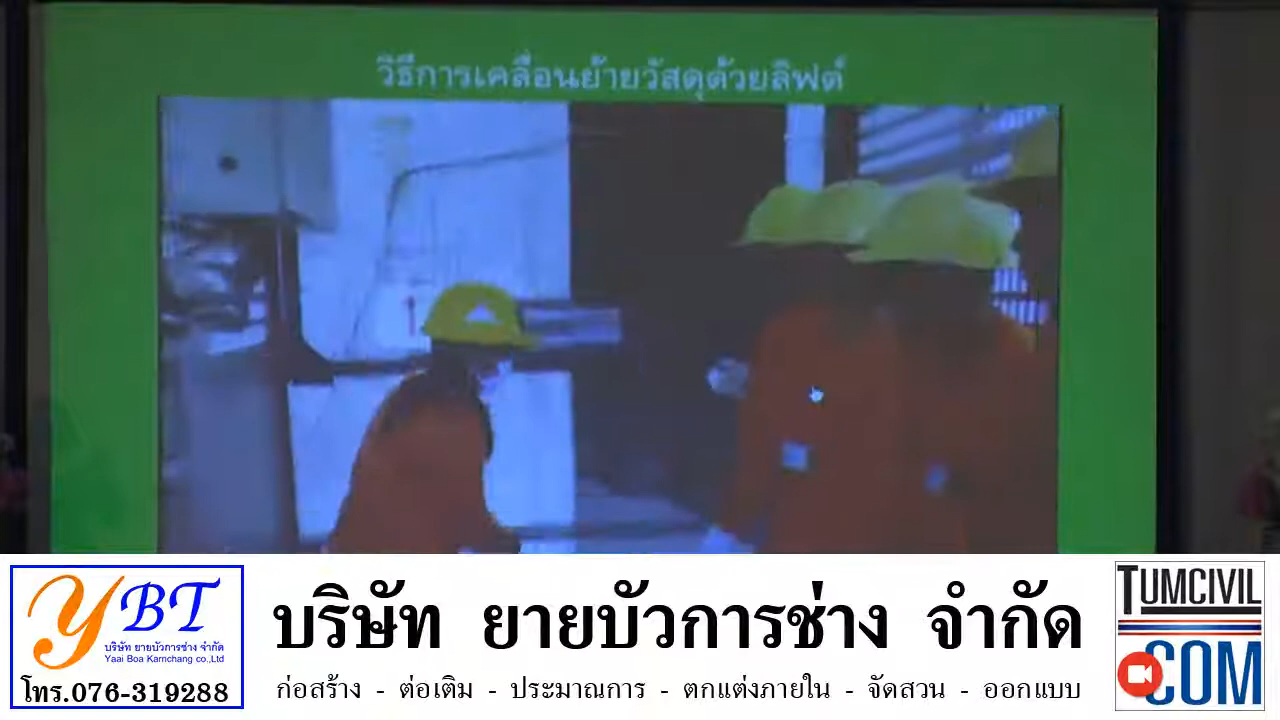 วิธีการเคลื่อนย้ายวัสดุด้วยลิฟต์
YBT
บริษัท ยายบัวการช่าง จำกัด
Yaai Boa Karnchang co.,Ltd
โทร.076-319288
บริษัท ยายบัวการช่าง จำกัด
ก่อสร้าง - ต่อเติม - ประมาณการ - ตกแต่งภายใน - จัดสวน - ออกแบบ
TUMCIVIL
.COM